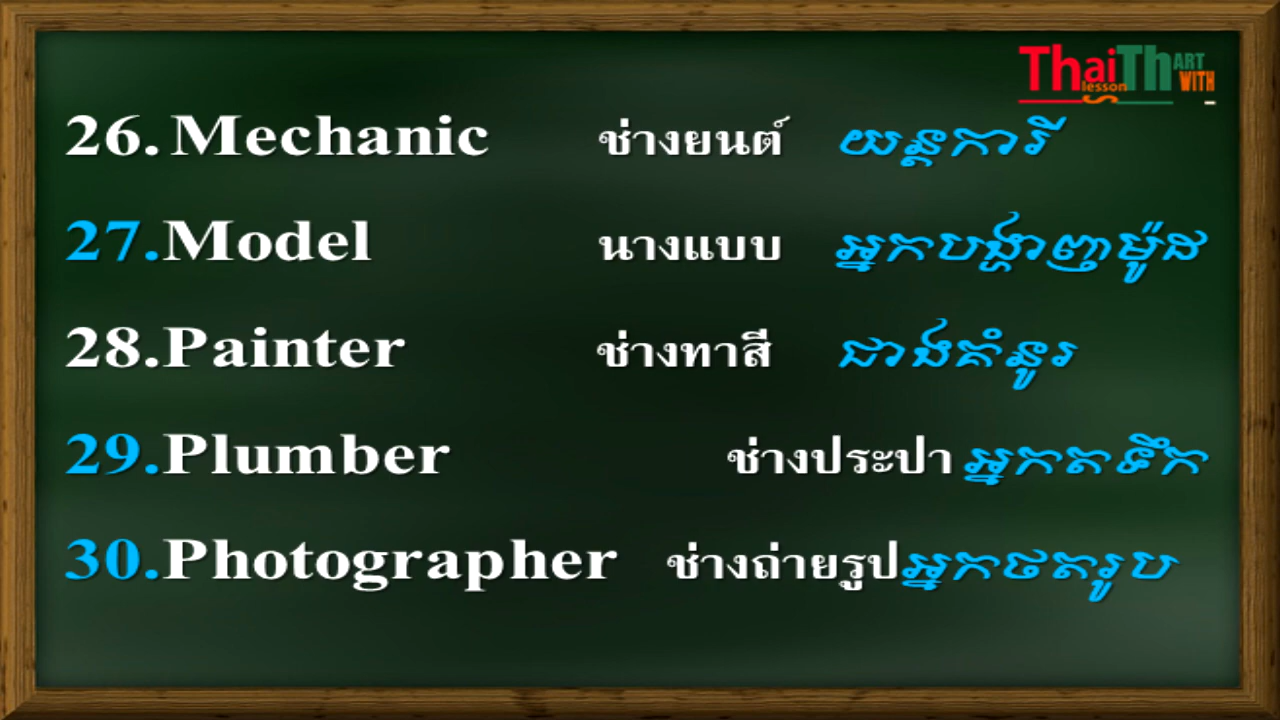 Thai Th ART
lesson WITH
26. Mechanic ช่างยนต์ យន្តការី
27.Model นางแบบ អ្នកបង្ហាញម៉ូដ
28.Painter ช่างทาสี ជាងគំនូរ
29.Plumber ช่างประปา អ្នកតទឹក
30.Photographer ช่างถ่ายรูป អ្នកថតរូប